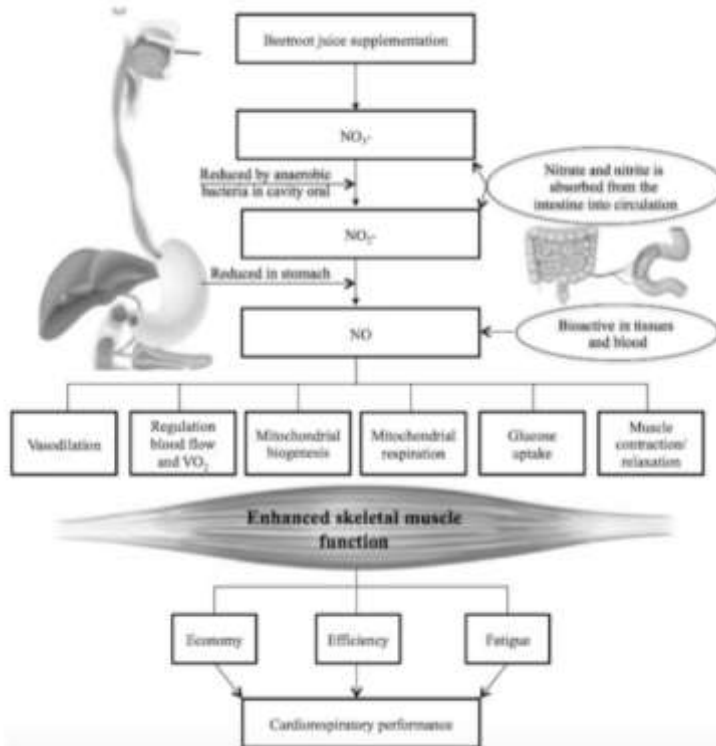 Beetroot juice supplementation
NO₃-
Reduced by anaerobic
bacteria in cavity oral
Nitrate and nitrite is
absorbed from the
intestine into circulation
NO₂-
Reduced in stomach
NO
Bioactive in tissues
and blood
Vasodilation
Regulation
blood flow
and VO₂
Mitochondrial
biogenesis
Mitochondrial
respiration
Glucose
uptake
Muscle
contraction/
relaxation
Enhanced skeletal muscle
function
Economy
Efficiency
Fatigue
Cardiorespiratory performance